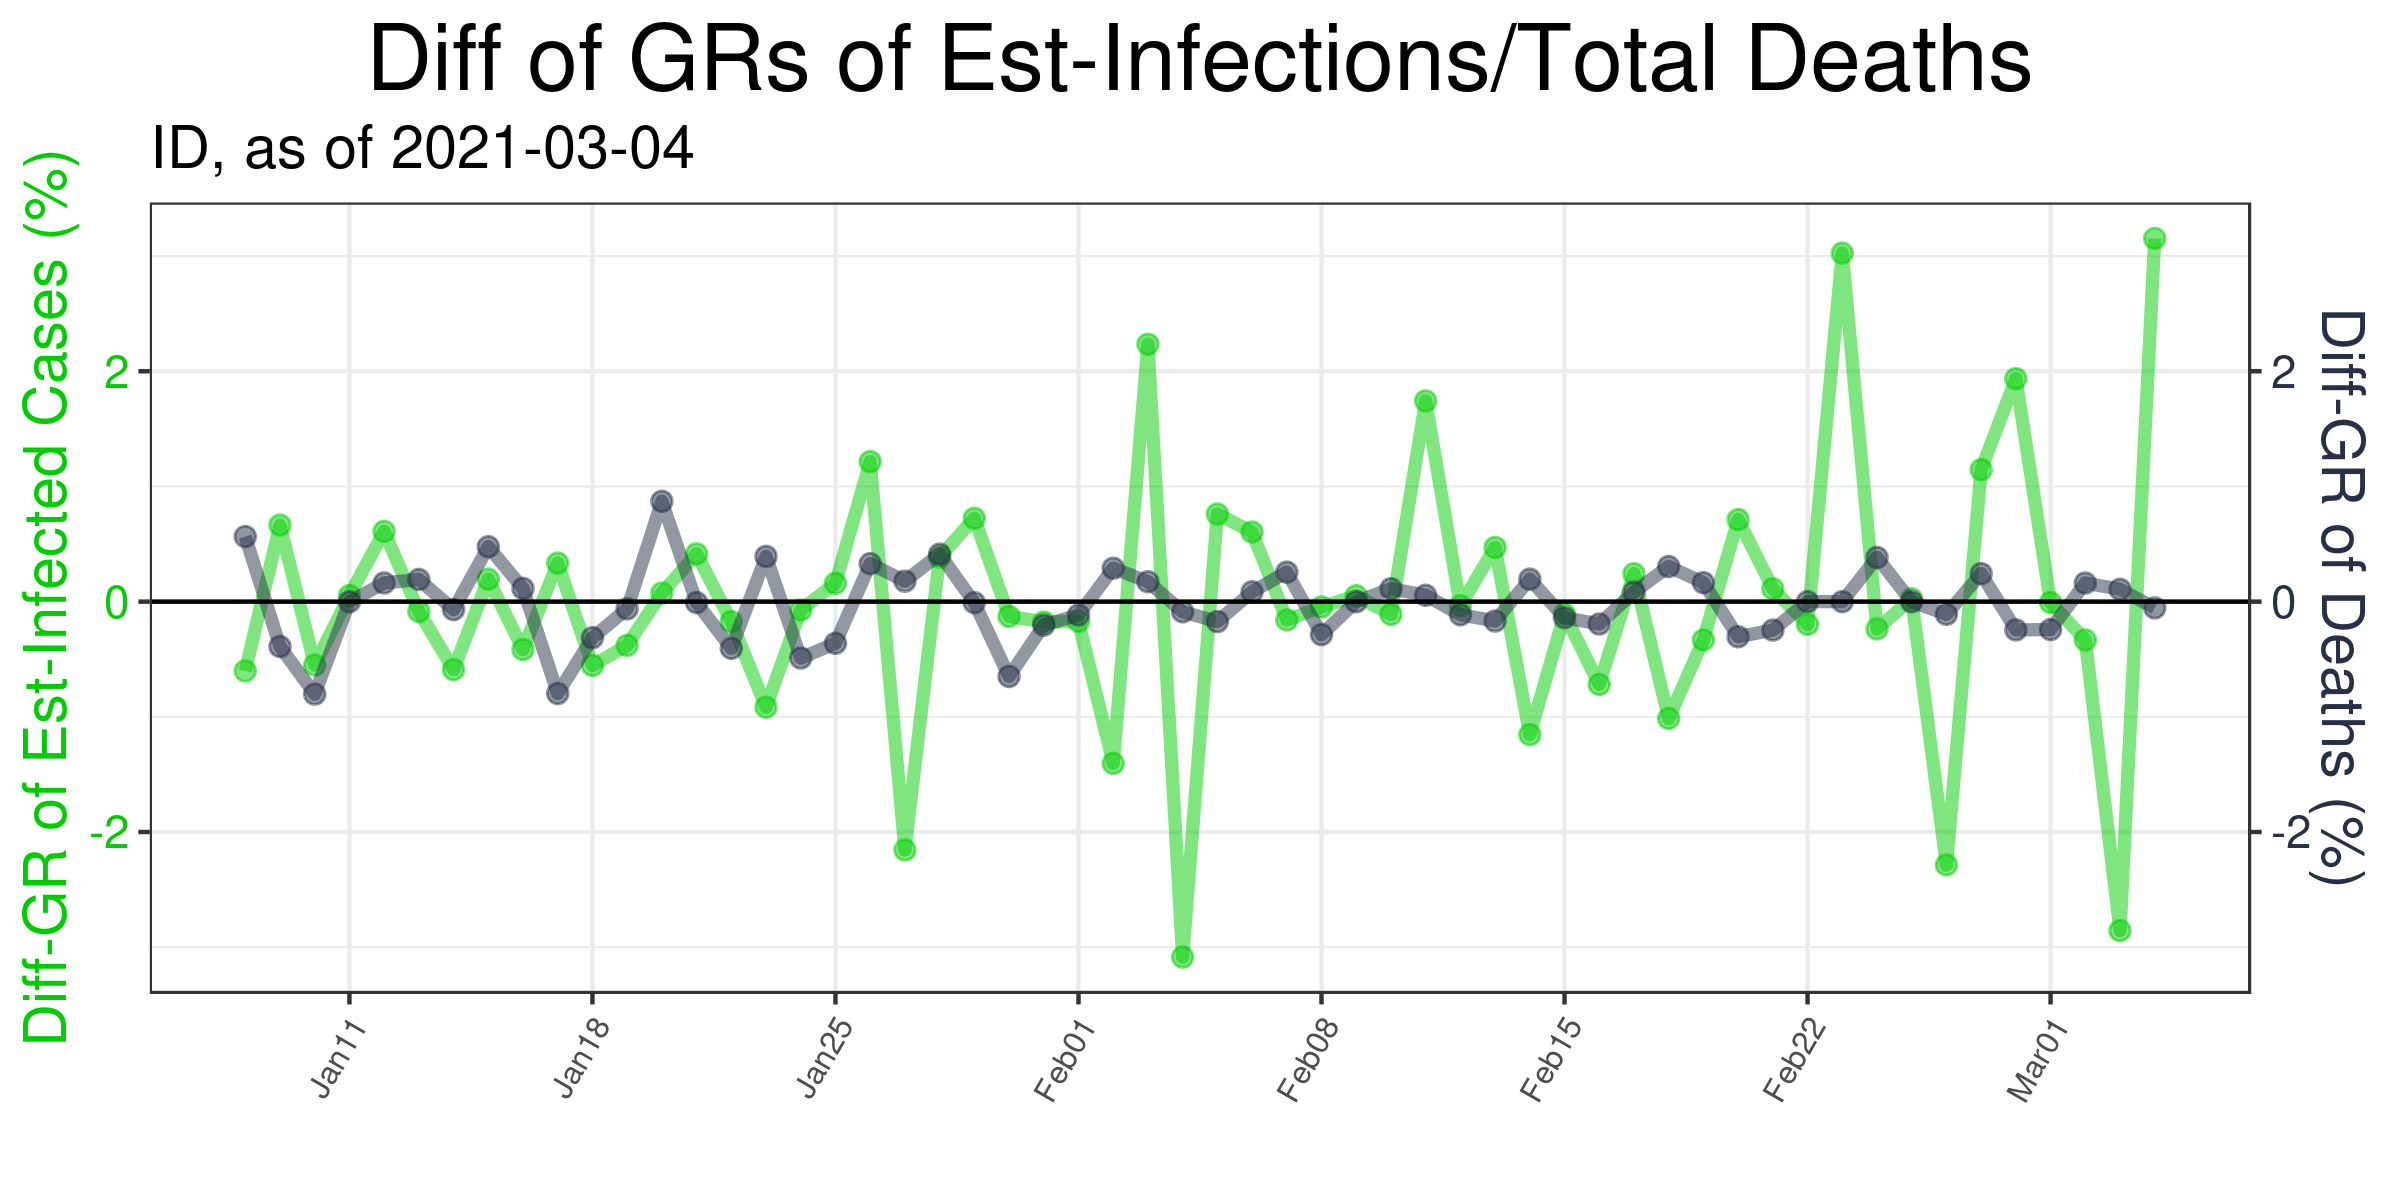 Diff of GRs of Est-Infections/Total Deaths
ID, as of 2021-03-04
Diff-GR of Est-Infected Cases (%)
2
0
-2
2
0
-2
Diff-GR of Deaths (%)
Jan11
Jan18
Jan25
Feb01
Feb08
Feb15
Feb22
Mar01